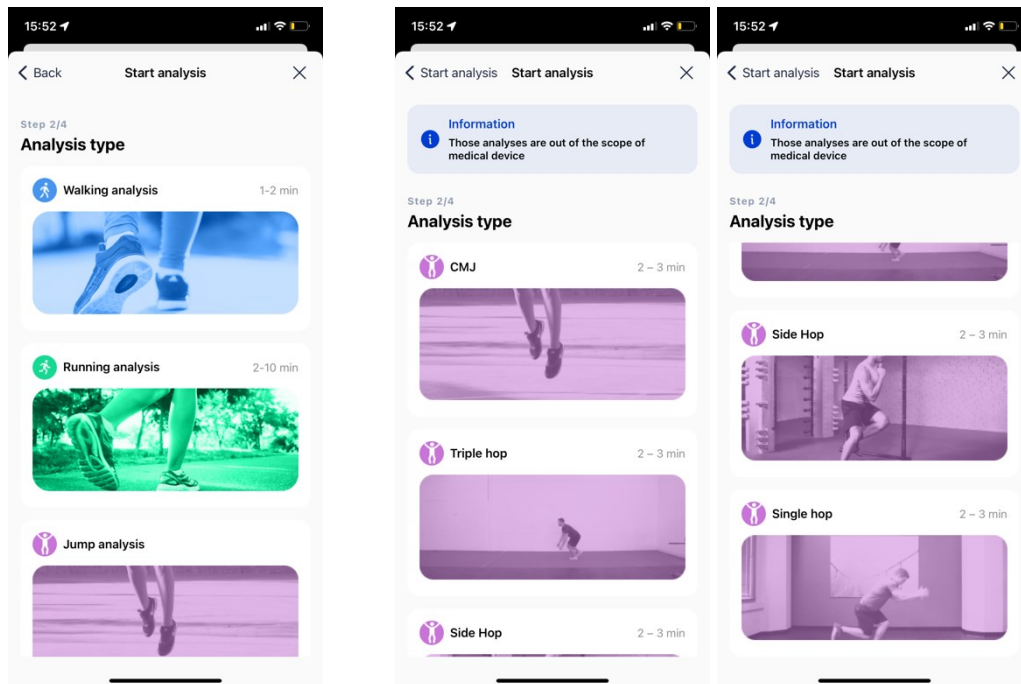 15:52
Back
Start analysis
Step 2/4
Analysis type
Walking analysis
1-2 min
Running analysis
2-10 min
Jump analysis
15:52
Start analysis
Start analysis
Information
Those analyses are out of the scope of
medical device
Step 2/4
Analysis type
CMJ
2 – 3 min
Triple hop
2 – 3 min
Side Hop
2 – 3 min
15:52
Start analysis
Start analysis
Information
Those analyses are out of the scope of
medical device
Step 2/4
Analysis type
Side Hop
2 – 3 min
Single hop
2 – 3 min